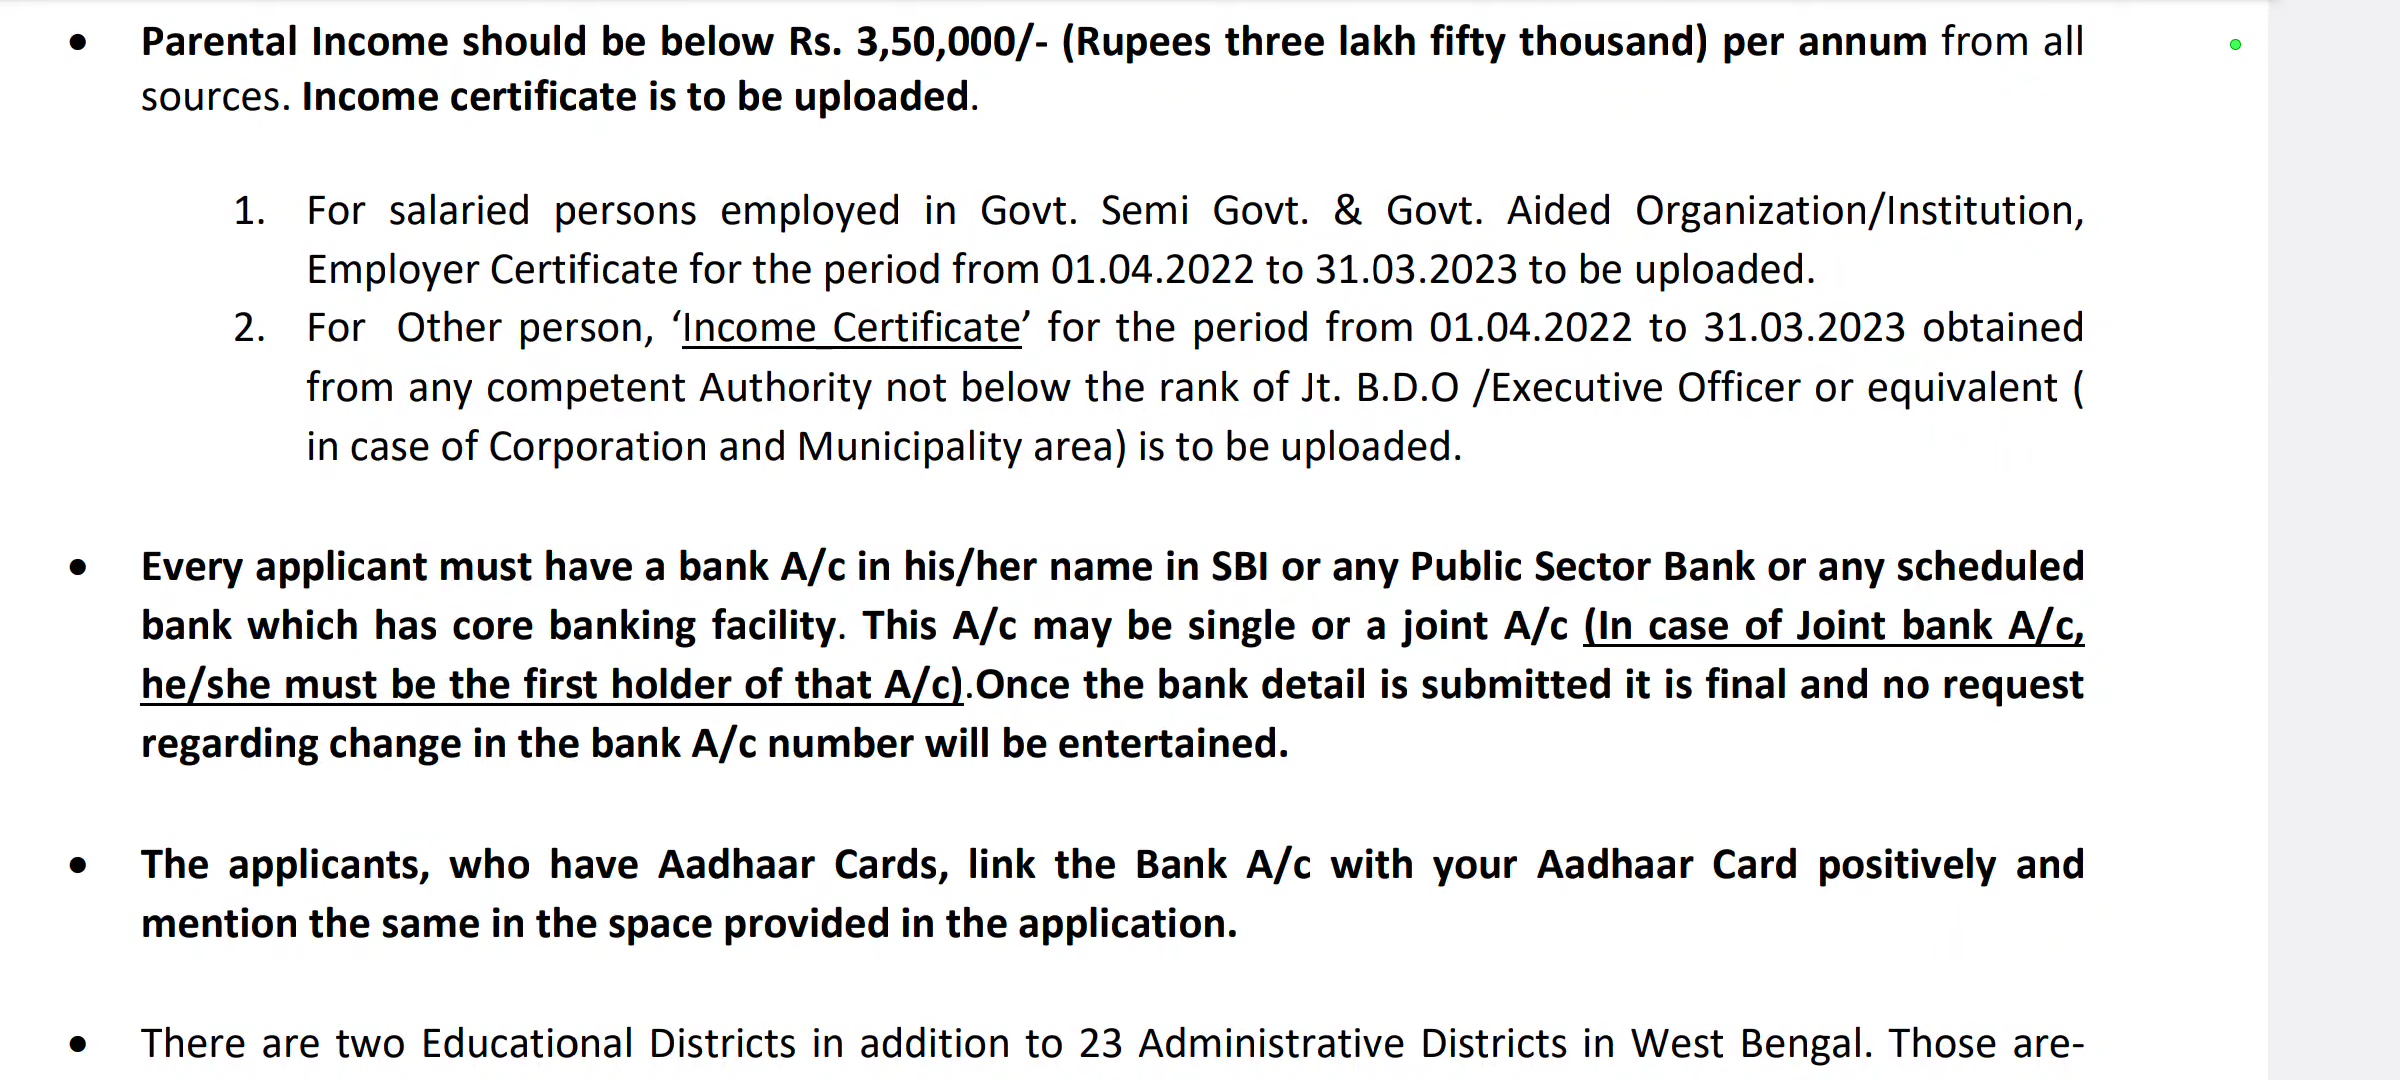 • Parental Income should be below Rs. 3,50,000/- (Rupees three lakh fifty thousand) per annum from all
sources. Income certificate is to be uploaded.
1. For salaried persons employed in Govt. Semi Govt. & Govt. Aided Organization/Institution,
Employer Certificate for the period from 01.04.2022 to 31.03.2023 to be uploaded.
2. For Other person, ‘Income Certificate’ for the period from 01.04.2022 to 31.03.2023 obtained
from any competent Authority not below the rank of Jt. B.D.O /Executive Officer or equivalent (
in case of Corporation and Municipality area) is to be uploaded.
• Every applicant must have a bank A/c in his/her name in SBI or any Public Sector Bank or any scheduled
bank which has core banking facility. This A/c may be single or a joint A/c (In case of Joint bank A/c,
he/she must be the first holder of that A/c).Once the bank detail is submitted it is final and no request
regarding change in the bank A/c number will be entertained.
• The applicants, who have Aadhaar Cards, link the Bank A/c with your Aadhaar Card positively and
mention the same in the space provided in the application.
• There are two Educational Districts in addition to 23 Administrative Districts in West Bengal. Those are-